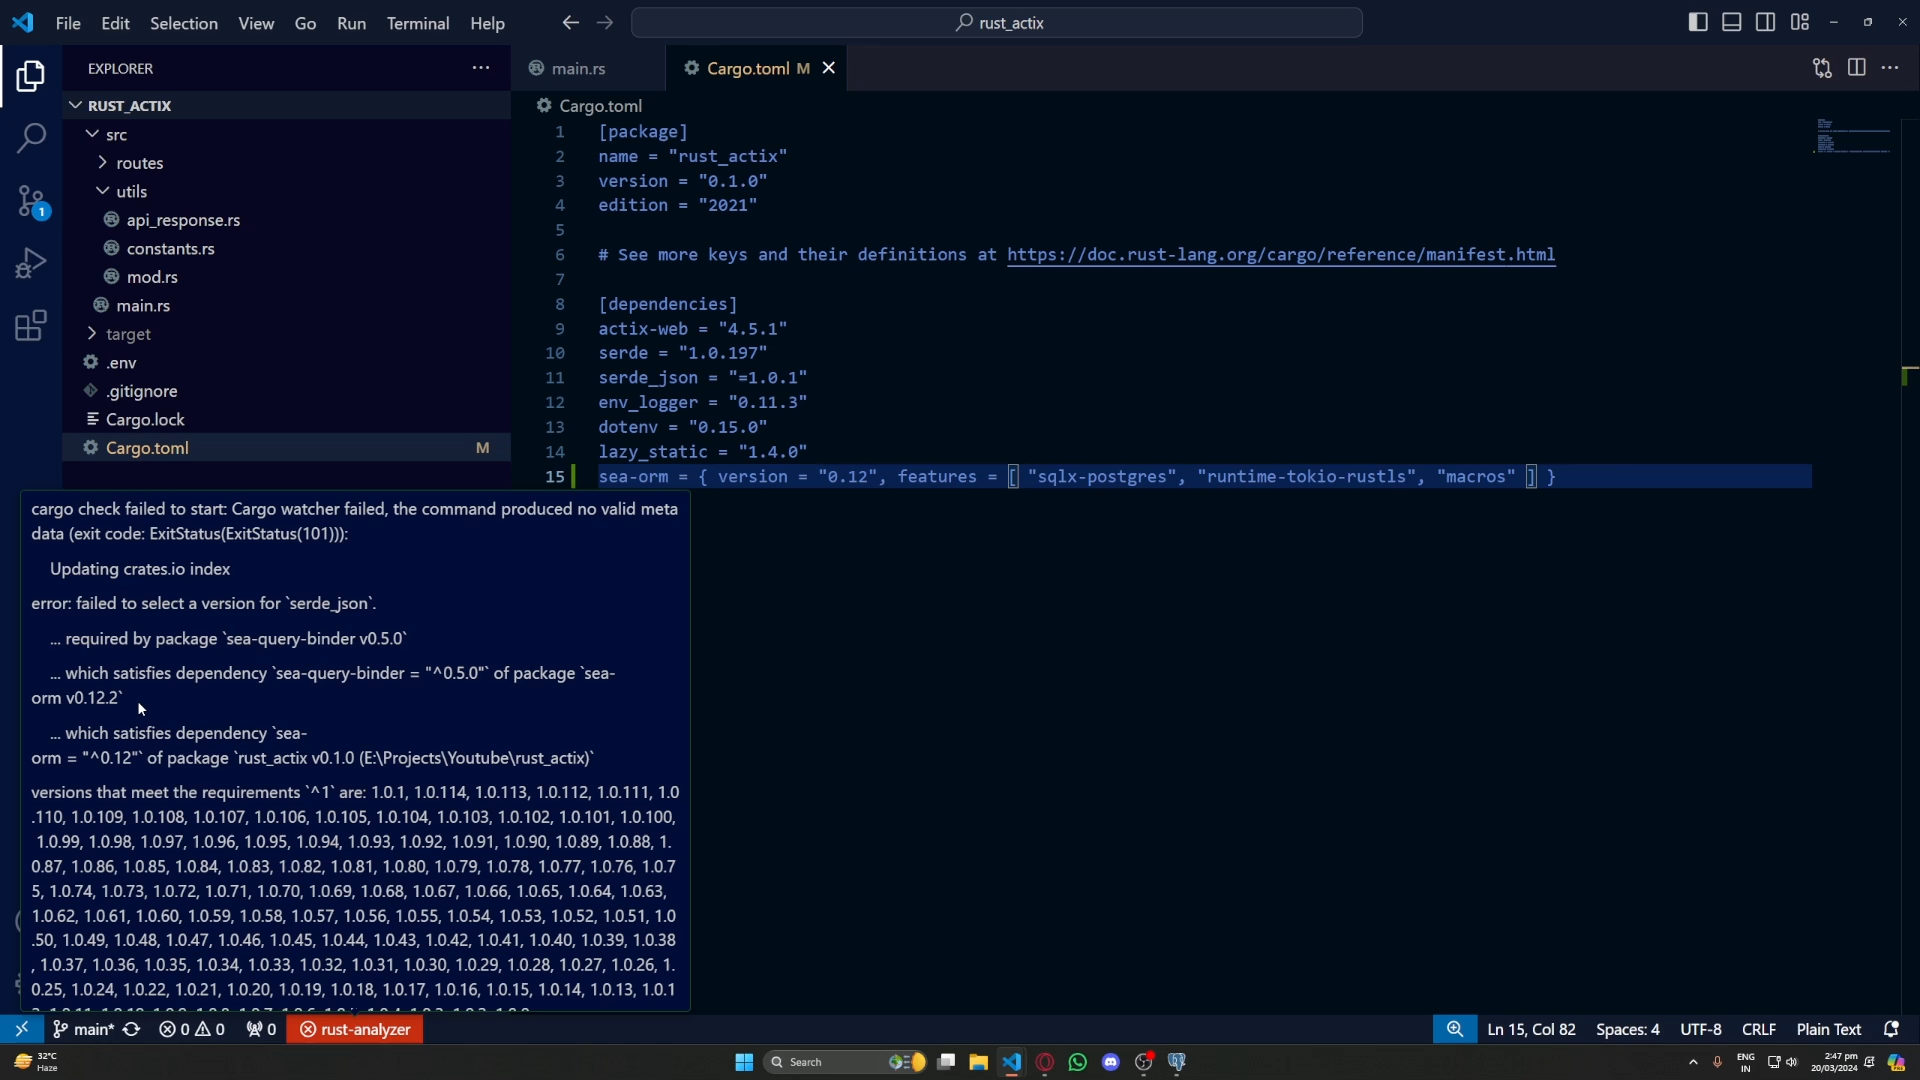 File Edit Selection View Go Run Terminal Help
rust_actix
EXPLORER
main.rs
Cargo.toml M
RUST_ACTIX
src
routes
utils
api_response.rs
constants.rs
mod.rs
main.rs
target
.env
.gitignore
Cargo.lock
Cargo.toml M
Cargo.toml
1 [package]
2 name = "rust_actix"
3 version = "0.1.0"
4 edition = "2021"
5
6 # See more keys and their definitions at https://doc.rust-lang.org/cargo/reference/manifest.html
7
8 [dependencies]
9 actix-web = "4.5.1"
10 serde = "1.0.197"
11 serde_json = "=1.0.1"
12 env_logger = "0.11.3"
13 dotenv = "0.15.0"
14 lazy_static = "1.4.0"
15 sea-orm = { version = "0.12", features = [ "sqlx-postgres", "runtime-tokio-rustls", "macros" ] }
1
cargo check failed to start: Cargo watcher failed, the command produced no valid meta
data (exit code: ExitStatus(ExitStatus(101))):
Updating crates.io index
error: failed to select a version for `serde_json`.
... required by package `sea-query-binder v0.5.0`
... which satisfies dependency `sea-query-binder = "^0.5.0"` of package `sea-
orm v0.12.2`
... which satisfies dependency `sea-
orm = "^0.12"` of package `rust_actix v0.1.0 (E:\Projects\Youtube\rust_actix)`
versions that meet the requirements `^1` are: 1.0.1, 1.0.114, 1.0.113, 1.0.112, 1.0.111, 1.0
.110, 1.0.109, 1.0.108, 1.0.107, 1.0.106, 1.0.105, 1.0.104, 1.0.103, 1.0.102, 1.0.101, 1.0.100,
1.0.99, 1.0.98, 1.0.97, 1.0.96, 1.0.95, 1.0.94, 1.0.93, 1.0.92, 1.0.91, 1.0.90, 1.0.89, 1.0.88, 1.
0.87, 1.0.86, 1.0.85, 1.0.84, 1.0.83, 1.0.82, 1.0.81, 1.0.80, 1.0.79, 1.0.78, 1.0.77, 1.0.76, 1.0.7
5, 1.0.74, 1.0.73, 1.0.72, 1.0.71, 1.0.70, 1.0.69, 1.0.68, 1.0.67, 1.0.66, 1.0.65, 1.0.64, 1.0.63,
1.0.62, 1.0.61, 1.0.60, 1.0.59, 1.0.58, 1.0.57, 1.0.56, 1.0.55, 1.0.54, 1.0.53, 1.0.52, 1.0.51, 1.0
.50, 1.0.49, 1.0.48, 1.0.47, 1.0.46, 1.0.45, 1.0.44, 1.0.43, 1.0.42, 1.0.41, 1.0.40, 1.0.39, 1.0.38
, 1.0.37, 1.0.36, 1.0.35, 1.0.34, 1.0.33, 1.0.32, 1.0.31, 1.0.30, 1.0.29, 1.0.28, 1.0.27, 1.0.26, 1.
0.25, 1.0.24, 1.0.22, 1.0.21, 1.0.20, 1.0.19, 1.0.18, 1.0.17, 1.0.16, 1.0.15, 1.0.14, 1.0.13, 1.0.1
main* 0 0 0 rust-analyzer
Ln 15, Col 82 Spaces: 4 UTF-8 CRLF Plain Text
32°C
Haze
Search
ENG
IN
2:47 pm
20/03/2024